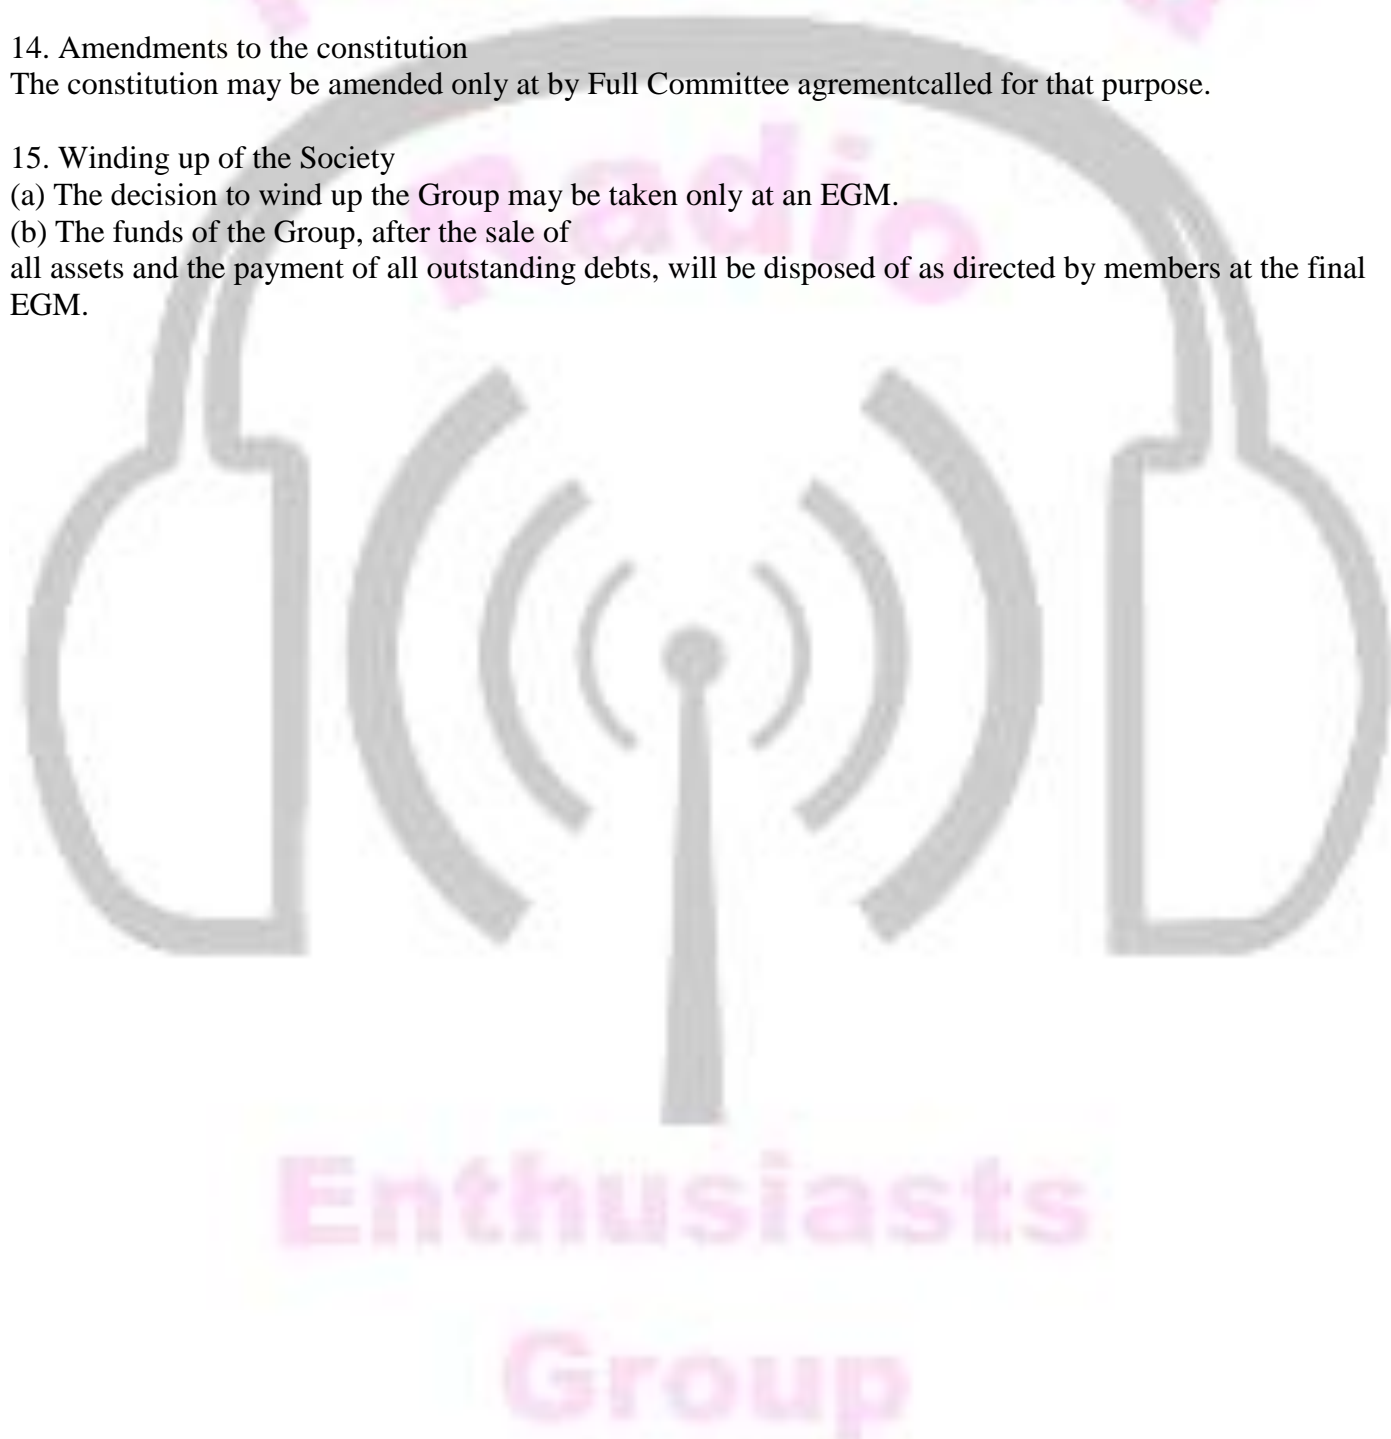 14. Amendments to the constitution
The constitution may be amended only at by Full Committee agrementcalled for that purpose.
15. Winding up of the Society
(a) The decision to wind up the Group may be taken only at an EGM.
(b) The funds of the Group, after the sale of
all assets and the payment of all outstanding debts, will be disposed of as directed by members at the final
EGM.
Radio
Enthusiasts
Group